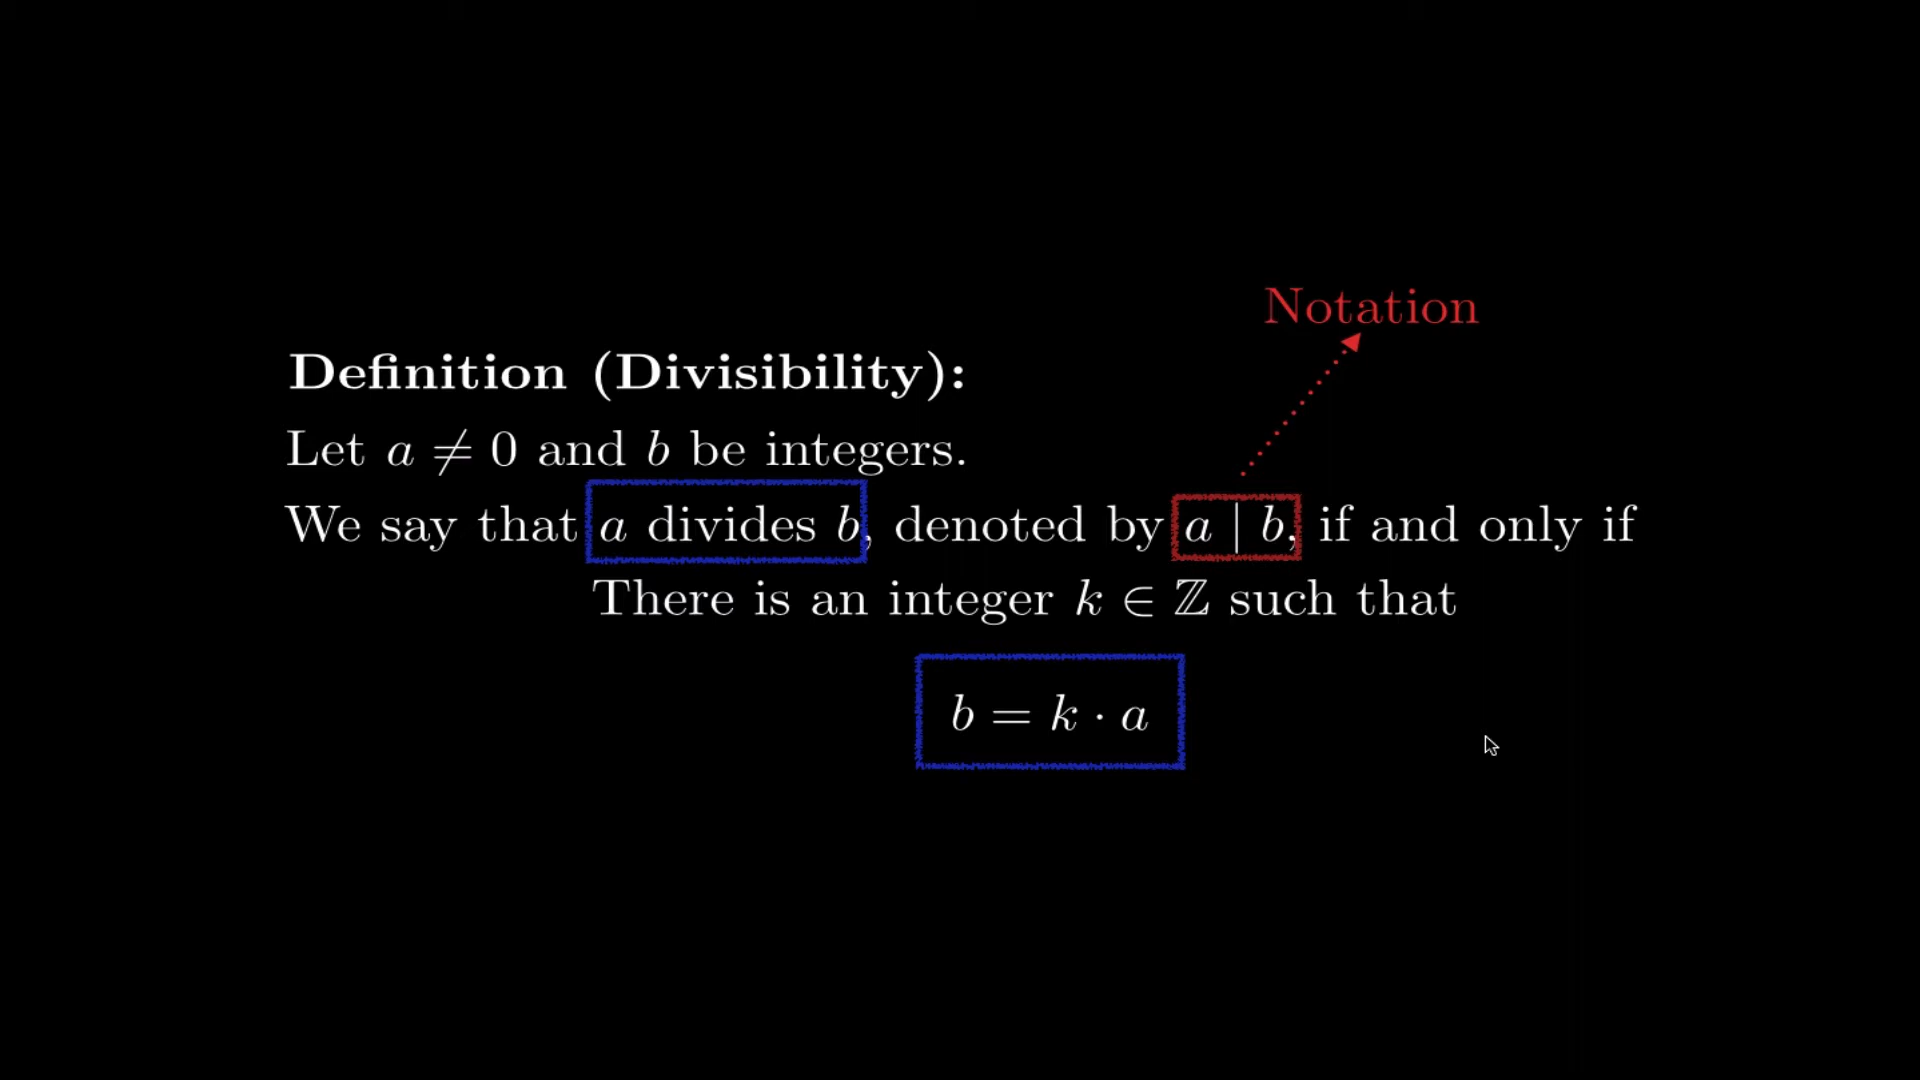 Notation
Definition (Divisibility):
Let a ≠ 0 and b be integers.
We say that a divides b, denoted by a | b, if and only if
There is an integer k ∈ ℤ such that
b = k · a